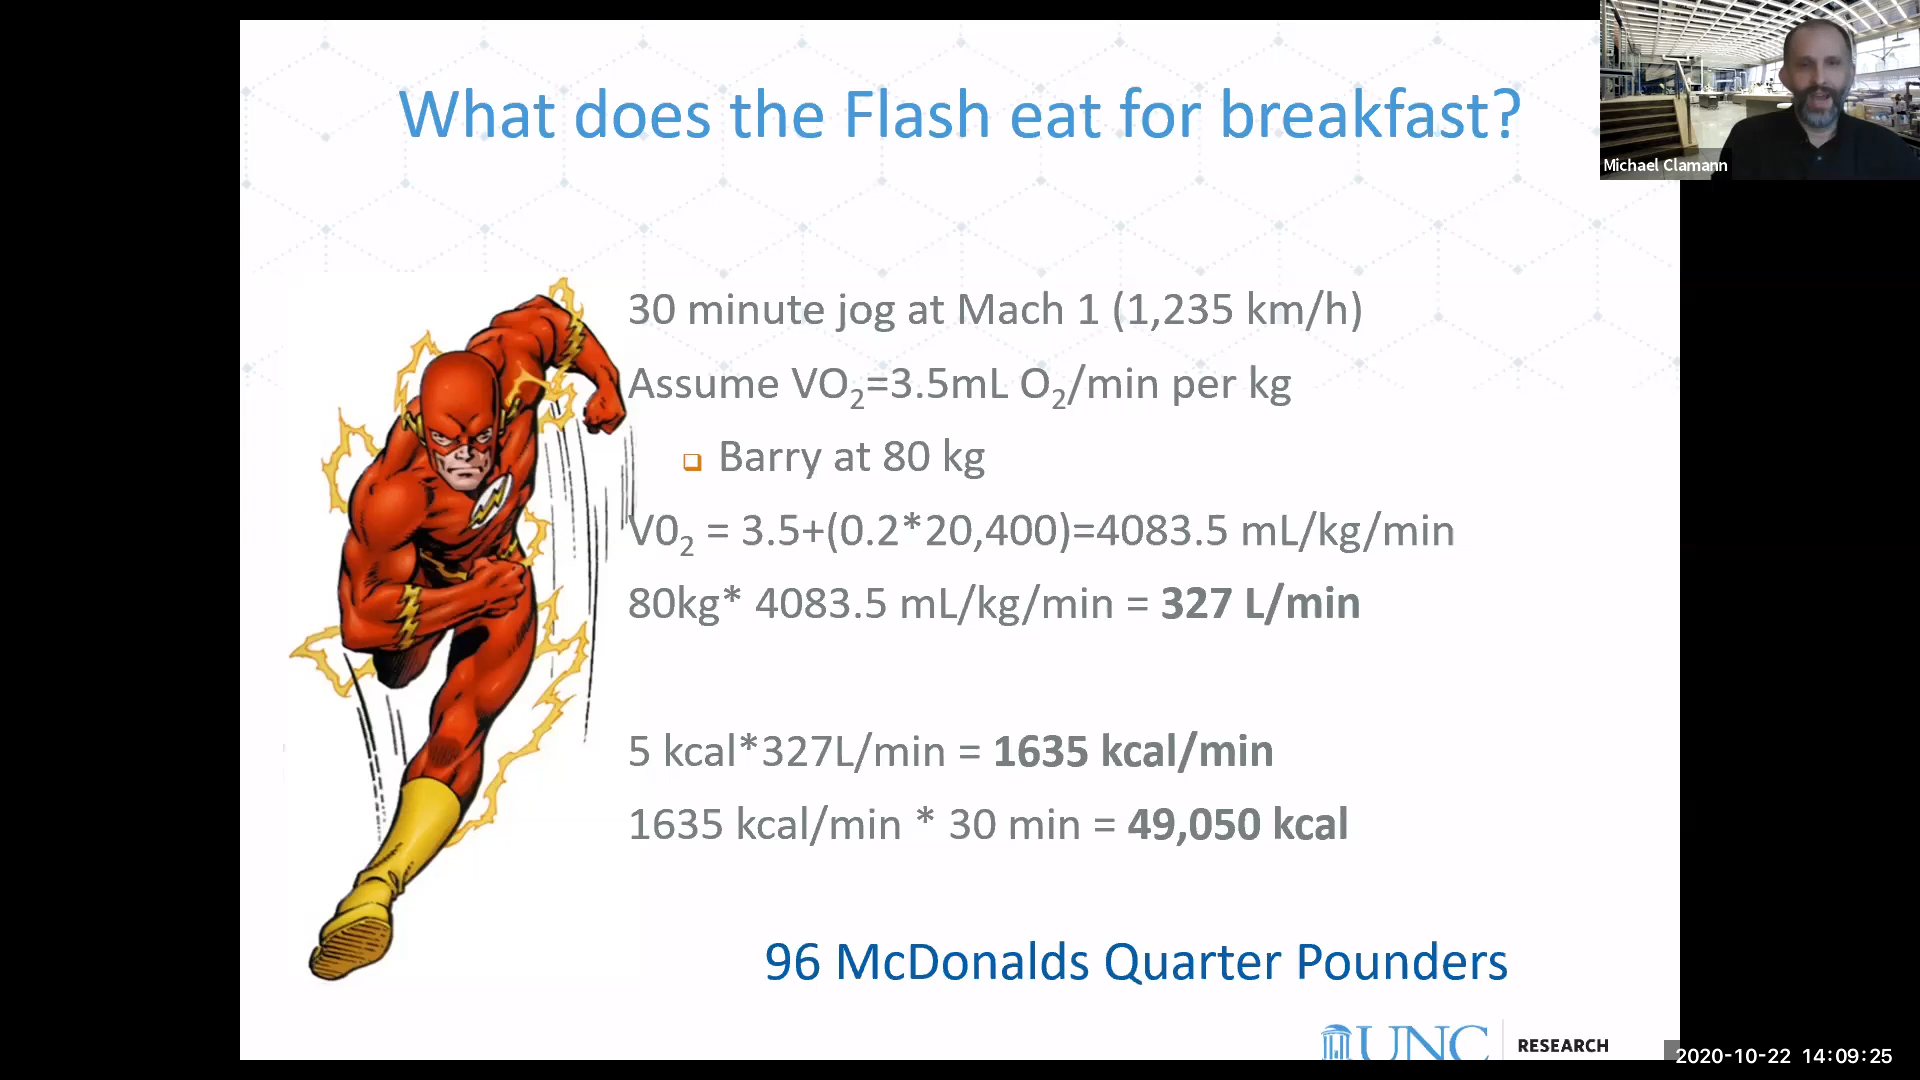 What does the Flash eat for breakfast?
Michael Clamann
30 minute jog at Mach 1 (1,235 km/h)
Assume VO₂=3.5mL O₂/min per kg
Barry at 80 kg
V0₂ = 3.5+(0.2*20,400)=4083.5 mL/kg/min
80kg* 4083.5 mL/kg/min = 327 L/min
5 kcal*327L/min = 1635 kcal/min
1635 kcal/min * 30 min = 49,050 kcal
96 McDonalds Quarter Pounders
UNC RESEARCH
2020-10-22 14:09:25